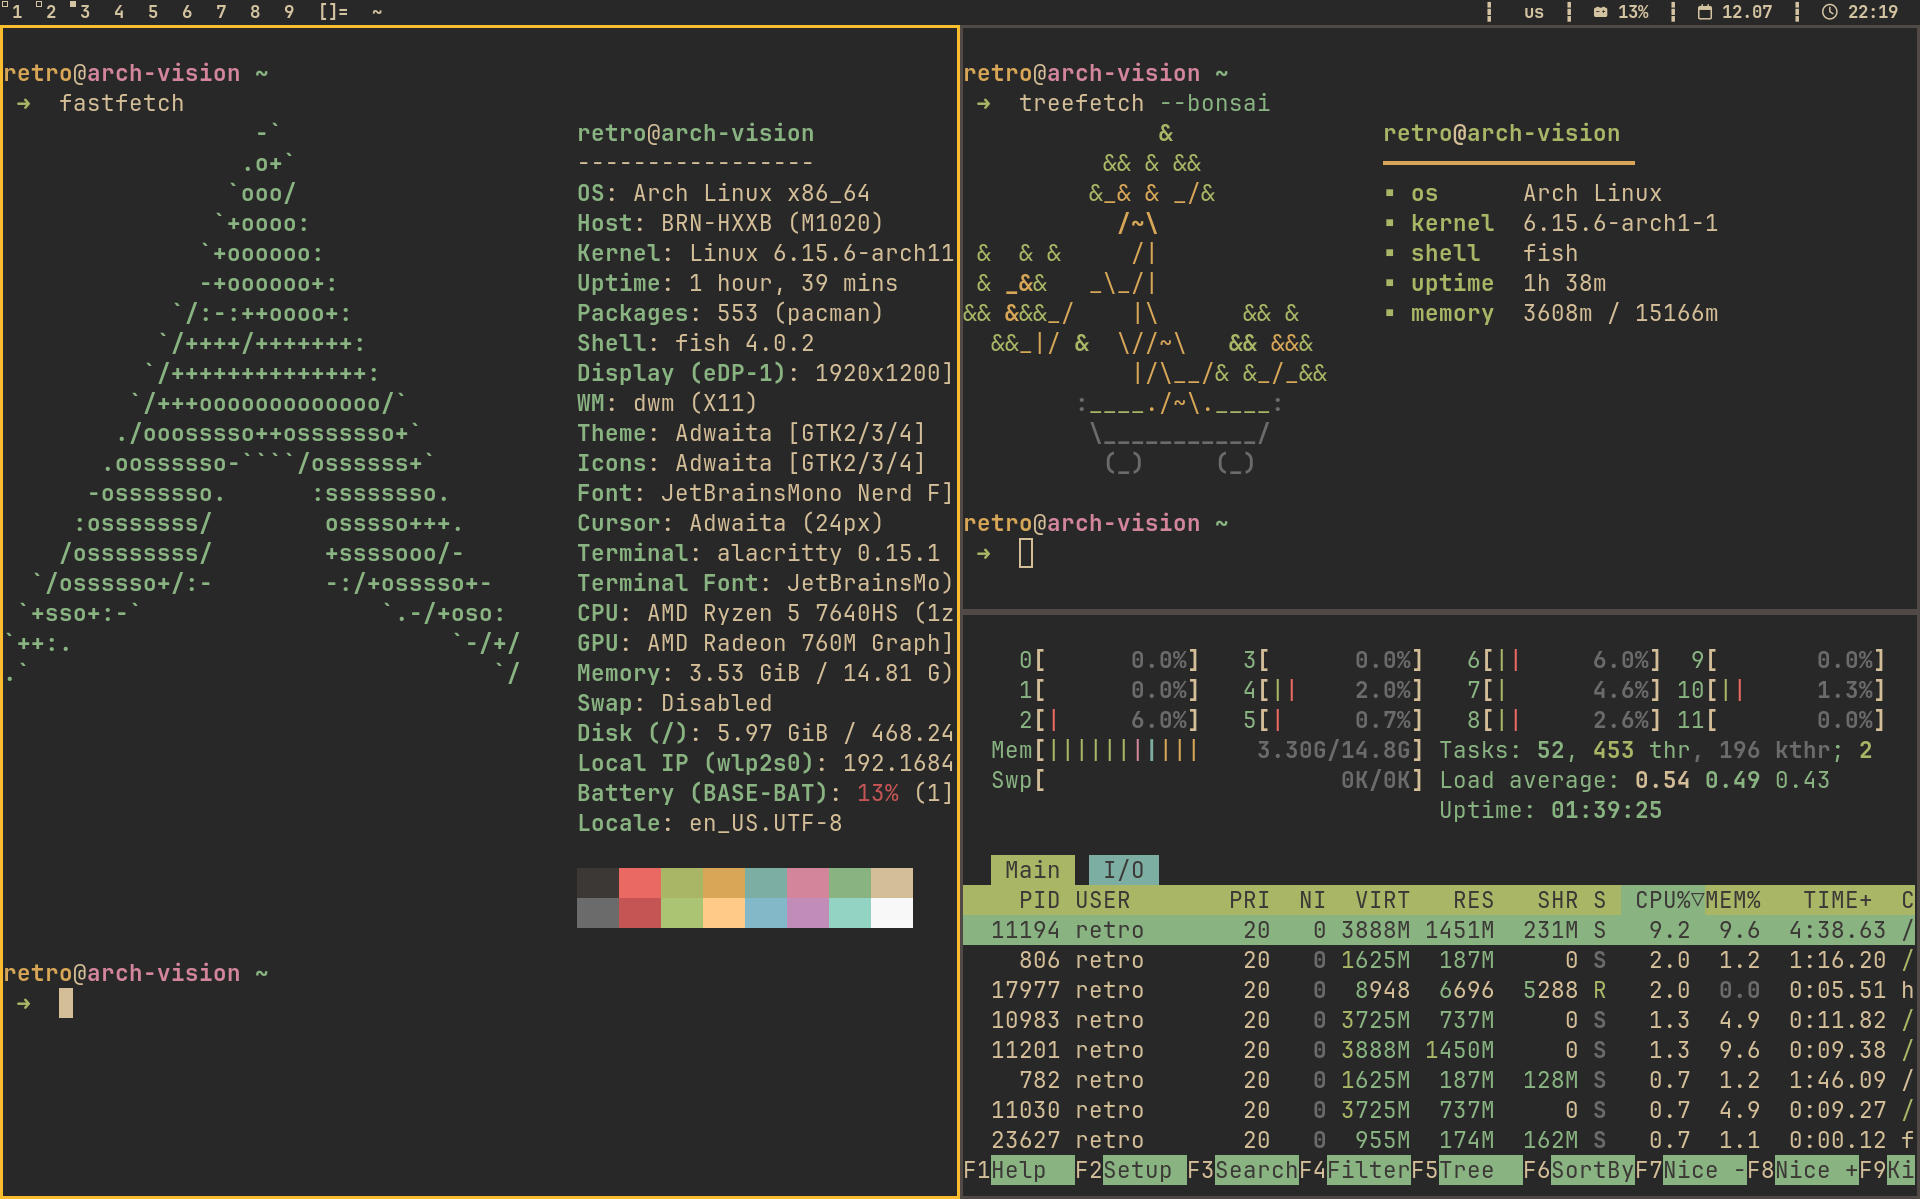 1 2 3 4 5 6 7 8 9 []= ~ us 13% 12.07 22:19
retro@arch-vision ~
➜ fastfetch
-`
.o+`
`ooo/
`+oooo:
`+oooooo:
-+oooooo+:
`/:-:++oooo+:
`/++++/+++++++:
`/++++++++++++++:
`/+++ooooooooooooo/`
./ooosssso++osssssso+`
.oossssso-````/ossssss+`
-osssssso.      :ssssssso.
:osssssss/        osssso+++.
/ossssssss/        +ssssooo/-
`/ossssso+/:-        -:/+osssso+-
`+sso+:-`                 `.-/+oso:
`++:.                           `-/+/
.`                                 `/
retro@arch-vision
-----------------
OS: Arch Linux x86_64
Host: BRN-HXXB (M1020)
Kernel: Linux 6.15.6-arch11
Uptime: 1 hour, 39 mins
Packages: 553 (pacman)
Shell: fish 4.0.2
Display (eDP-1): 1920x1200]
WM: dwm (X11)
Theme: Adwaita [GTK2/3/4]
Icons: Adwaita [GTK2/3/4]
Font: JetBrainsMono Nerd F]
Cursor: Adwaita (24px)
Terminal: alacritty 0.15.1
Terminal Font: JetBrainsMo)
CPU: AMD Ryzen 5 7640HS (1z
GPU: AMD Radeon 760M Graph]
Memory: 3.53 GiB / 14.81 G)
Swap: Disabled
Disk (/): 5.97 GiB / 468.24
Local IP (wlp2s0): 192.1684
Battery (BASE-BAT): 13% (1]
Locale: en_US.UTF-8
retro@arch-vision ~
➜
retro@arch-vision ~
➜ treefetch --bonsai
&
&& & &&
&_& & _/&
/~\
&  & &     /|
& _&&   _\_/|
&& &&&&_/    |\      && &
&&_|/ &  \//~\   && &&&
|/\__/& &_/_&&
:____./~\.____:
\___________/
(_)     (_)
retro@arch-vision
▪ os Arch Linux
▪ kernel 6.15.6-arch1-1
▪ shell fish
▪ uptime 1h 38m
▪ memory 3608m / 15166m
retro@arch-vision ~
➜
0[ 0.0%] 3[ 0.0%] 6[|| 6.0%] 9[ 0.0%]
1[ 0.0%] 4[|| 2.0%] 7[| 4.6%] 10[|| 1.3%]
2[| 6.0%] 5[| 0.7%] 8[|| 2.6%] 11[ 0.0%]
Mem[||||||||||| 3.30G/14.8G] Tasks: 52, 453 thr, 196 kthr; 2
Swp[ 0K/0K] Load average: 0.54 0.49 0.43
Uptime: 01:39:25
Main I/O
PID USER PRI NI VIRT RES SHR S CPU%▽MEM% TIME+ C
11194 retro 20 0 3888M 1451M 231M S 9.2 9.6 4:38.63 /
806 retro 20 0 1625M 187M 0 S 2.0 1.2 1:16.20 /
17977 retro 20 0 8948 6696 5288 R 2.0 0.0 0:05.51 h
10983 retro 20 0 3725M 737M 0 S 1.3 4.9 0:11.82 /
11201 retro 20 0 3888M 1450M 0 S 1.3 9.6 0:09.38 /
782 retro 20 0 1625M 187M 128M S 0.7 1.2 1:46.09 /
11030 retro 20 0 3725M 737M 0 S 0.7 4.9 0:09.27 /
23627 retro 20 0 955M 174M 162M S 0.7 1.1 0:00.12 f
F1Help F2Setup F3SearchF4FilterF5Tree F6SortByF7Nice -F8Nice +F9Ki